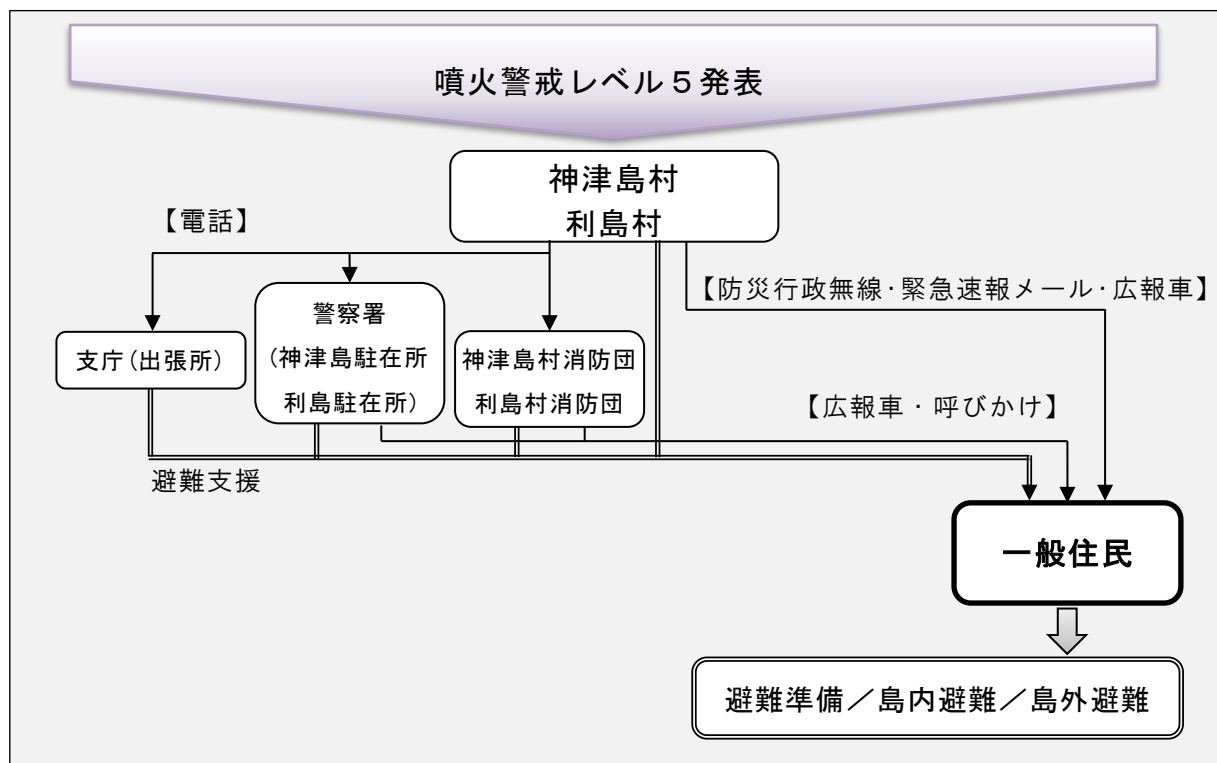 噴火警戒レベル５発表
神津島村
利島村
【電話】
【防災行政無線･緊急速報メール･広報車】
支庁(出張所)
警察署
(神津島駐在所
利島駐在所)
神津島村消防団
利島村消防団
【広報車・呼びかけ】
避難支援
一般住民
避難準備／島内避難／島外避難